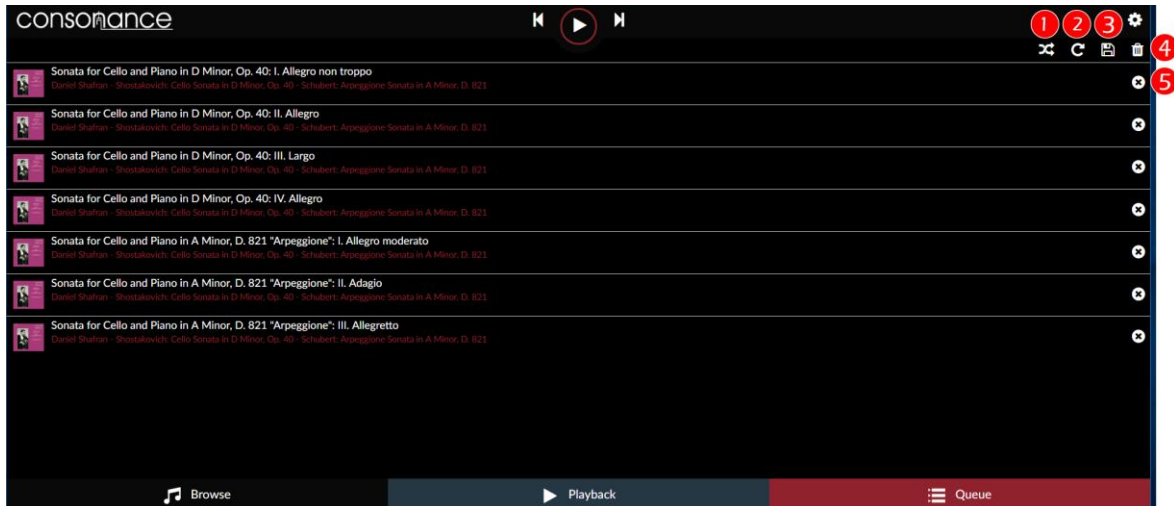 consonance
1 2 3
4
Sonata for Cello and Piano in D Minor, Op. 40: I. Allegro non troppo
Daniel Shafran - Shostakovich: Cello Sonata in D Minor, Op. 40 - Schubert: Arpeggione Sonata in A Minor, D. 821
5
Sonata for Cello and Piano in D Minor, Op. 40: II. Allegro
Daniel Shafran - Shostakovich: Cello Sonata in D Minor, Op. 40 - Schubert: Arpeggione Sonata in A Minor, D. 821
Sonata for Cello and Piano in D Minor, Op. 40: III. Largo
Daniel Shafran - Shostakovich: Cello Sonata in D Minor, Op. 40 - Schubert: Arpeggione Sonata in A Minor, D. 821
Sonata for Cello and Piano in D Minor, Op. 40: IV. Allegro
Daniel Shafran - Shostakovich: Cello Sonata in D Minor, Op. 40 - Schubert: Arpeggione Sonata in A Minor, D. 821
Sonata for Cello and Piano in A Minor, D. 821 "Arpeggione": I. Allegro moderato
Daniel Shafran - Shostakovich: Cello Sonata in D Minor, Op. 40 - Schubert: Arpeggione Sonata in A Minor, D. 821
Sonata for Cello and Piano in A Minor, D. 821 "Arpeggione": II. Adagio
Daniel Shafran - Shostakovich: Cello Sonata in D Minor, Op. 40 - Schubert: Arpeggione Sonata in A Minor, D. 821
Sonata for Cello and Piano in A Minor, D. 821 "Arpeggione": III. Allegretto
Daniel Shafran - Shostakovich: Cello Sonata in D Minor, Op. 40 - Schubert: Arpeggione Sonata in A Minor, D. 821
Browse Playback Queue